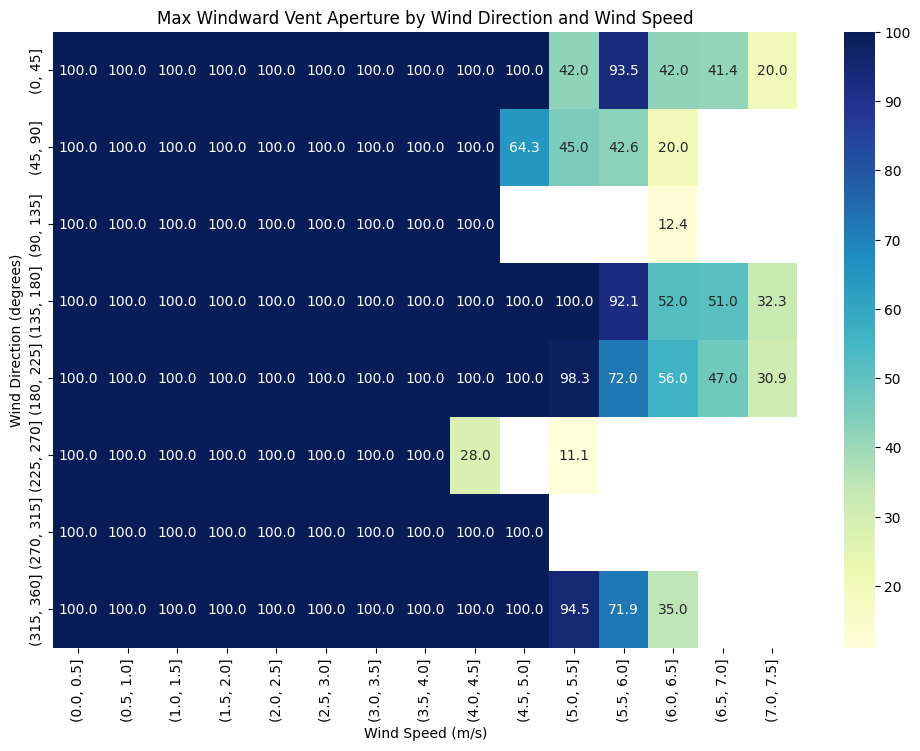 Max Windward Vent Aperture by Wind Direction and Wind Speed
Wind Direction (degrees)
(0, 45] 100.0 100.0 100.0 100.0 100.0 100.0 100.0 100.0 100.0 100.0 42.0 93.5 42.0 41.4 20.0
(45, 90] 100.0 100.0 100.0 100.0 100.0 100.0 100.0 100.0 100.0 64.3 45.0 42.6 20.0
(90, 135] 100.0 100.0 100.0 100.0 100.0 100.0 100.0 100.0 100.0 12.4
(135, 180] 100.0 100.0 100.0 100.0 100.0 100.0 100.0 100.0 100.0 100.0 100.0 92.1 52.0 51.0 32.3
(180, 225] 100.0 100.0 100.0 100.0 100.0 100.0 100.0 100.0 100.0 100.0 98.3 72.0 56.0 47.0 30.9
(225, 270] 100.0 100.0 100.0 100.0 100.0 100.0 100.0 100.0 28.0 11.1
(270, 315] 100.0 100.0 100.0 100.0 100.0 100.0 100.0 100.0 100.0 100.0
(315, 360] 100.0 100.0 100.0 100.0 100.0 100.0 100.0 100.0 100.0 100.0 94.5 71.9 35.0
(0.0, 0.5] (0.5, 1.0] (1.0, 1.5] (1.5, 2.0] (2.0, 2.5] (2.5, 3.0] (3.0, 3.5] (3.5, 4.0] (4.0, 4.5] (4.5, 5.0] (5.0, 5.5] (5.5, 6.0] (6.0, 6.5] (6.5, 7.0] (7.0, 7.5]
Wind Speed (m/s)
100
90
80
70
60
50
40
30
20